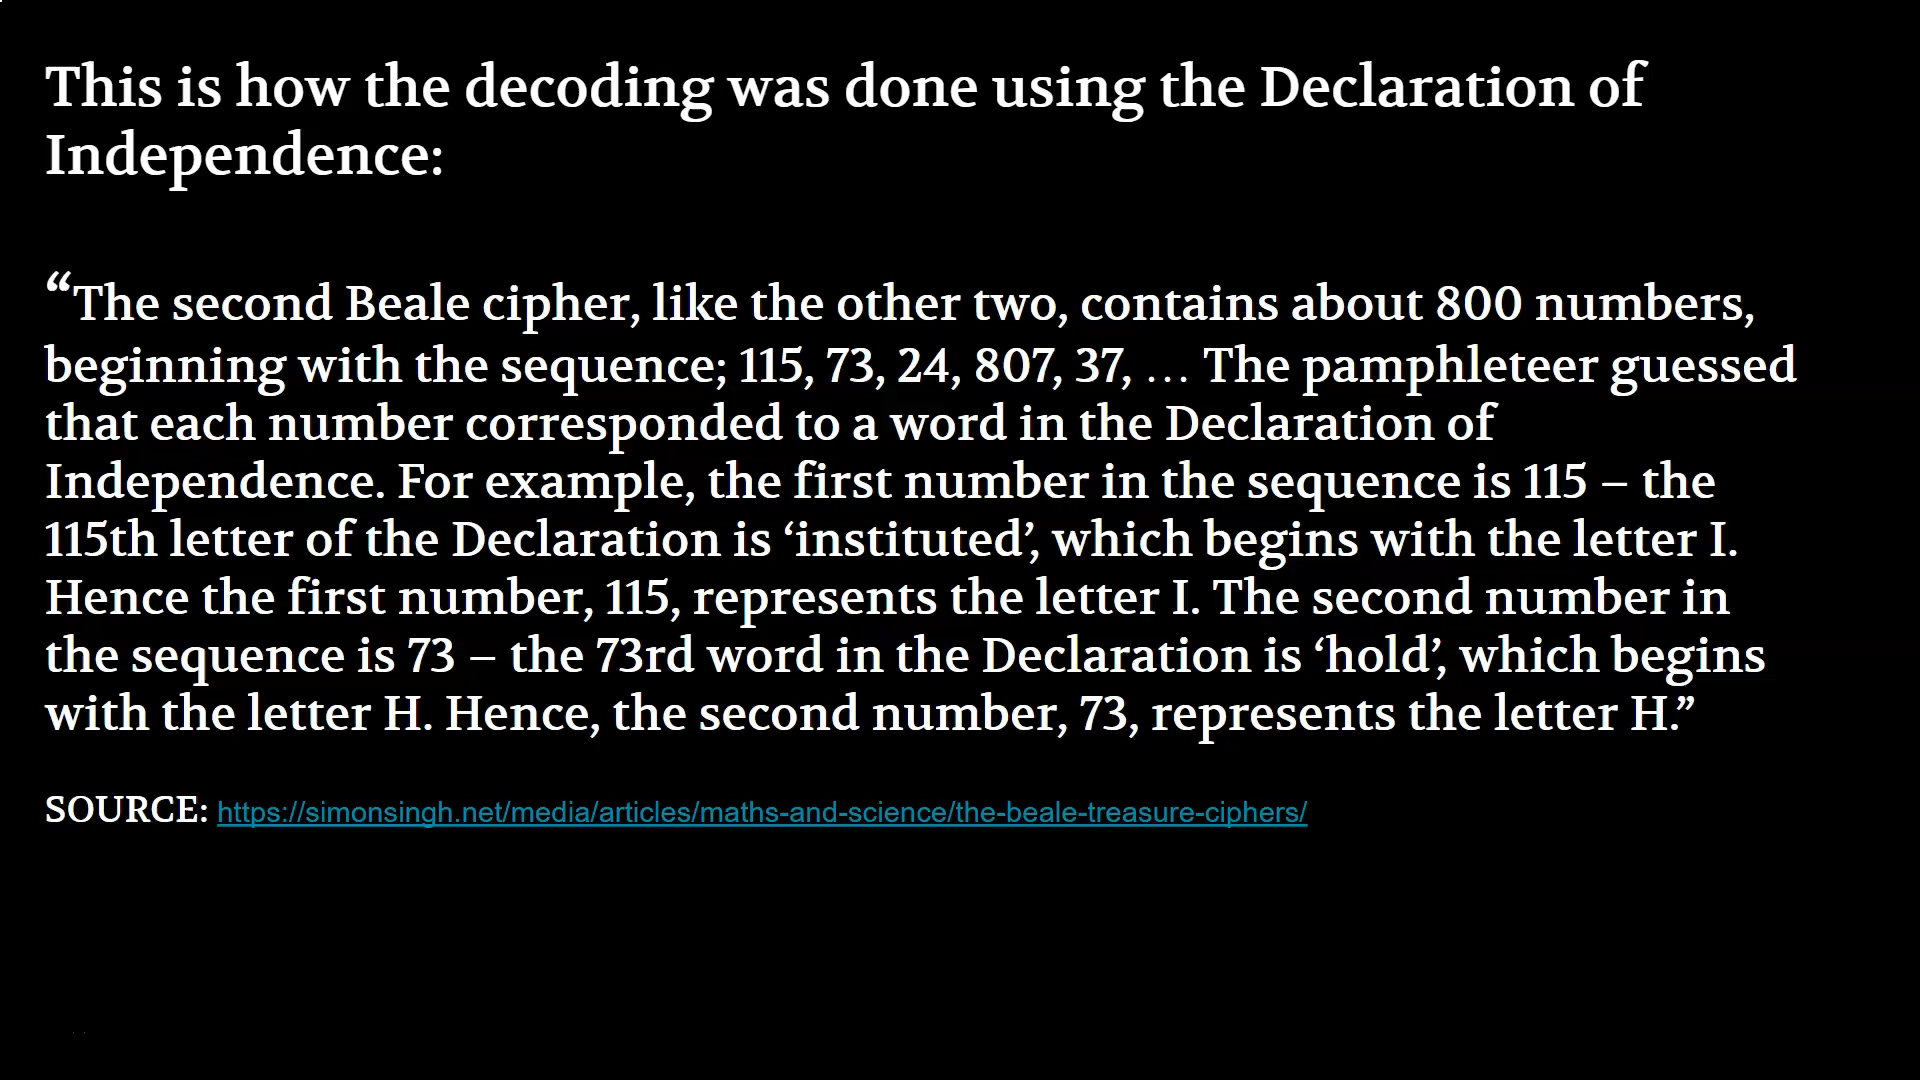 This is how the decoding was done using the Declaration of
Independence:
“The second Beale cipher, like the other two, contains about 800 numbers,
beginning with the sequence; 115, 73, 24, 807, 37, … The pamphleteer guessed
that each number corresponded to a word in the Declaration of
Independence. For example, the first number in the sequence is 115 – the
115th letter of the Declaration is ‘instituted’, which begins with the letter I.
Hence the first number, 115, represents the letter I. The second number in
the sequence is 73 – the 73rd word in the Declaration is ‘hold’, which begins
with the letter H. Hence, the second number, 73, represents the letter H.”
SOURCE: https://simonsingh.net/media/articles/maths-and-science/the-beale-treasure-ciphers/